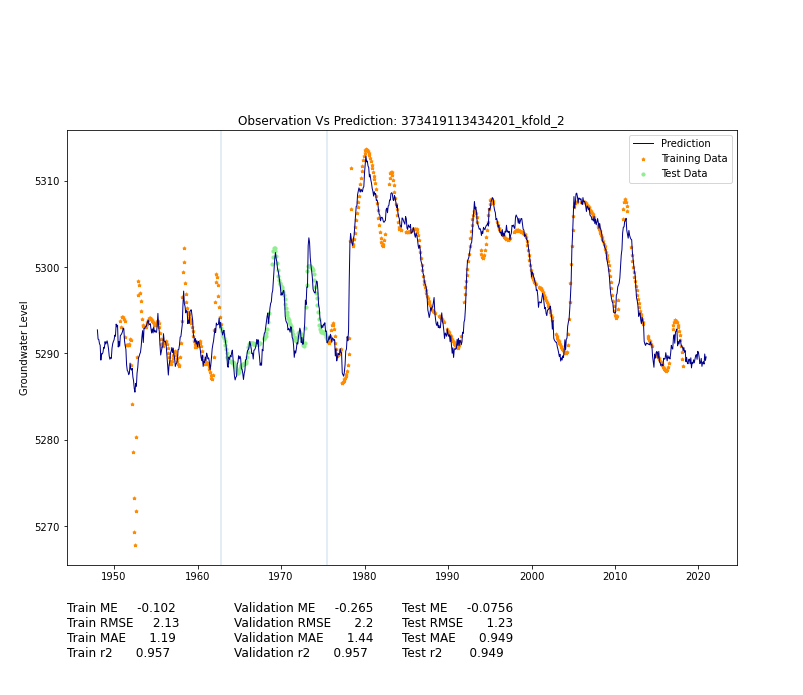 Observation Vs Prediction: 373419113434201_kfold_2
Prediction
Training Data
Test Data
Groundwater Level
5310
5300
5290
5280
5270
1950 1960 1970 1980 1990 2000 2010 2020
Train ME -0.102 Validation ME -0.265 Test ME -0.0756
Train RMSE 2.13 Validation RMSE 2.2 Test RMSE 1.23
Train MAE 1.19 Validation MAE 1.44 Test MAE 0.949
Train r2 0.957 Validation r2 0.957 Test r2 0.949